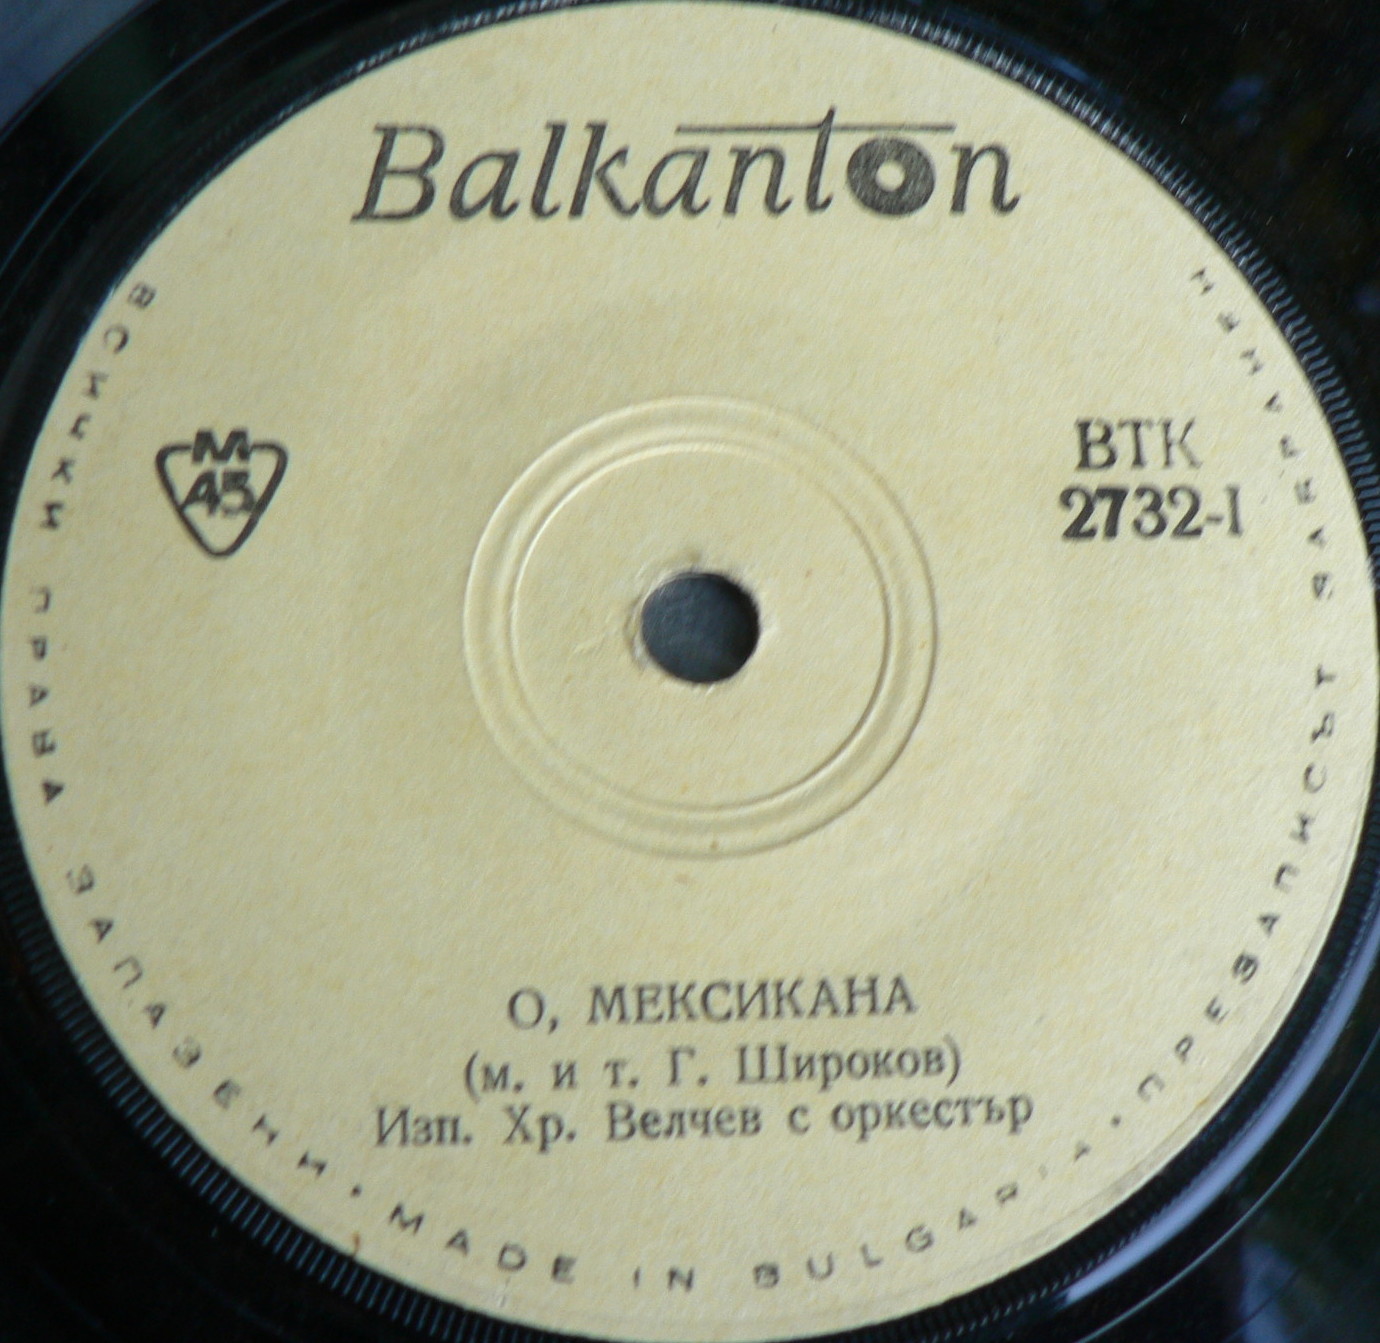 Balkanton
М
45
ВТК
2732-I
О, МЕКСИКАНА
(м. и т. Г. Широков)
Изп. Хр. Велчев с оркестър
ВСИЧКИ ПРАВА ЗАПАЗЕНИ • MADE IN BULGARIA • ПРЕЗАПИСЪТ ЗАБРАНЕН